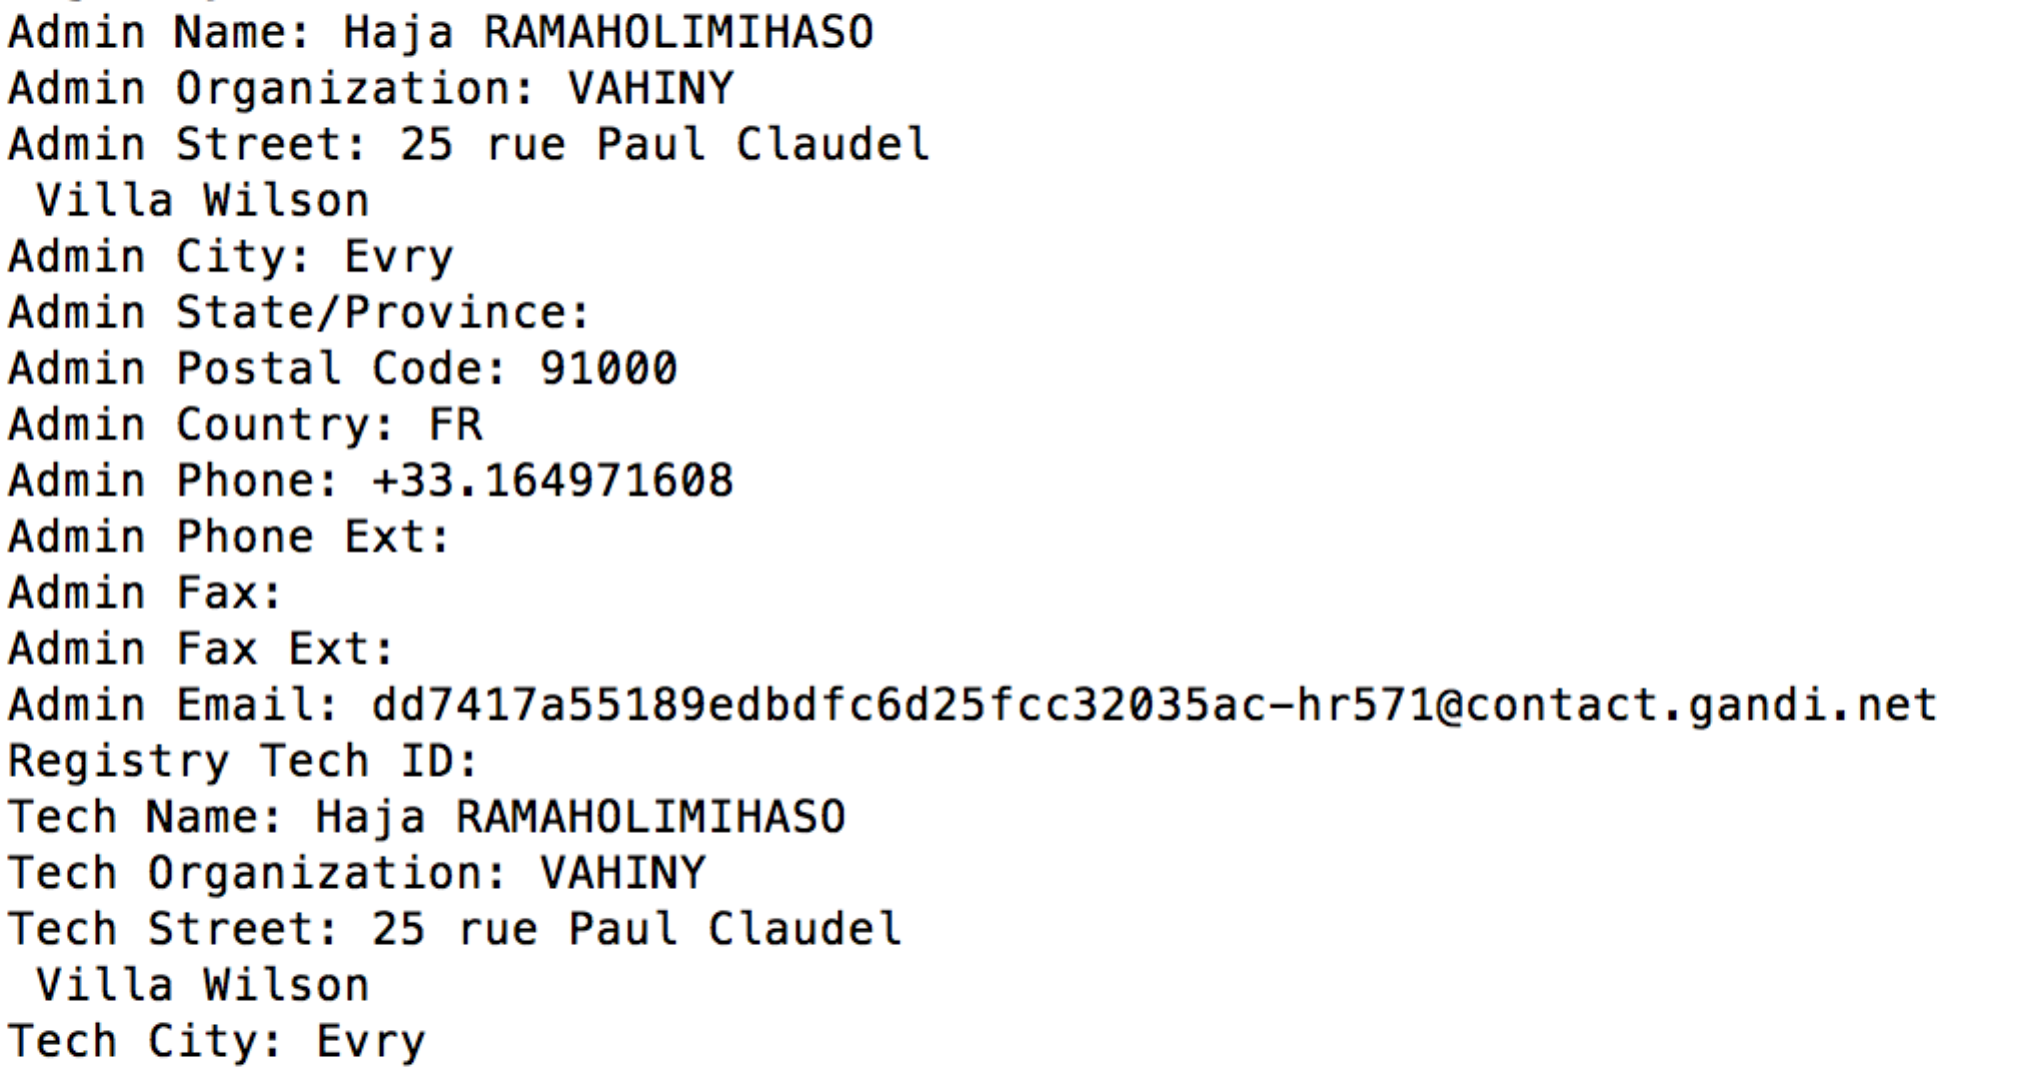 Admin Name: Haja RAMAHOLIMIHASO
Admin Organization: VAHINY
Admin Street: 25 rue Paul Claudel
 Villa Wilson
Admin City: Evry
Admin State/Province:
Admin Postal Code: 91000
Admin Country: FR
Admin Phone: +33.164971608
Admin Phone Ext:
Admin Fax:
Admin Fax Ext:
Admin Email: dd7417a55189edbdfc6d25fcc32035ac-hr571@contact.gandi.net
Registry Tech ID:
Tech Name: Haja RAMAHOLIMIHASO
Tech Organization: VAHINY
Tech Street: 25 rue Paul Claudel
 Villa Wilson
Tech City: Evry